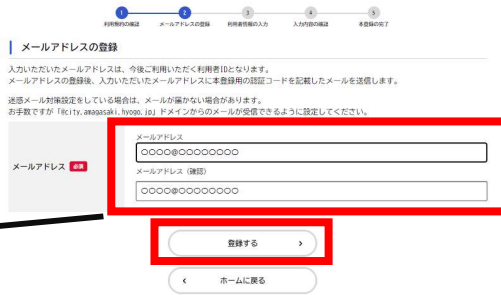 1 2 3 4 5
利用規約の確認 メールアドレスの登録 利用者情報の入力 入力内容の確認 本登録の完了
メールアドレスの登録
入力いただいたメールアドレスは、今後ご利用いただく利用者IDとなります。
メールアドレスの登録後、入力いただいたメールアドレスに本登録用の認証コードを記載したメールを送信します。
迷惑メール対策設定をしている場合は、メールが届かない場合があります。
お手数ですが「@city.amagasaki.hyogo.jp」ドメインからのメールが受信できるように設定してください。
メールアドレス 必須
メールアドレス
○○○○@○○○○○○○○
メールアドレス（確認）
○○○○@○○○○○○○○
登録する
ホームに戻る